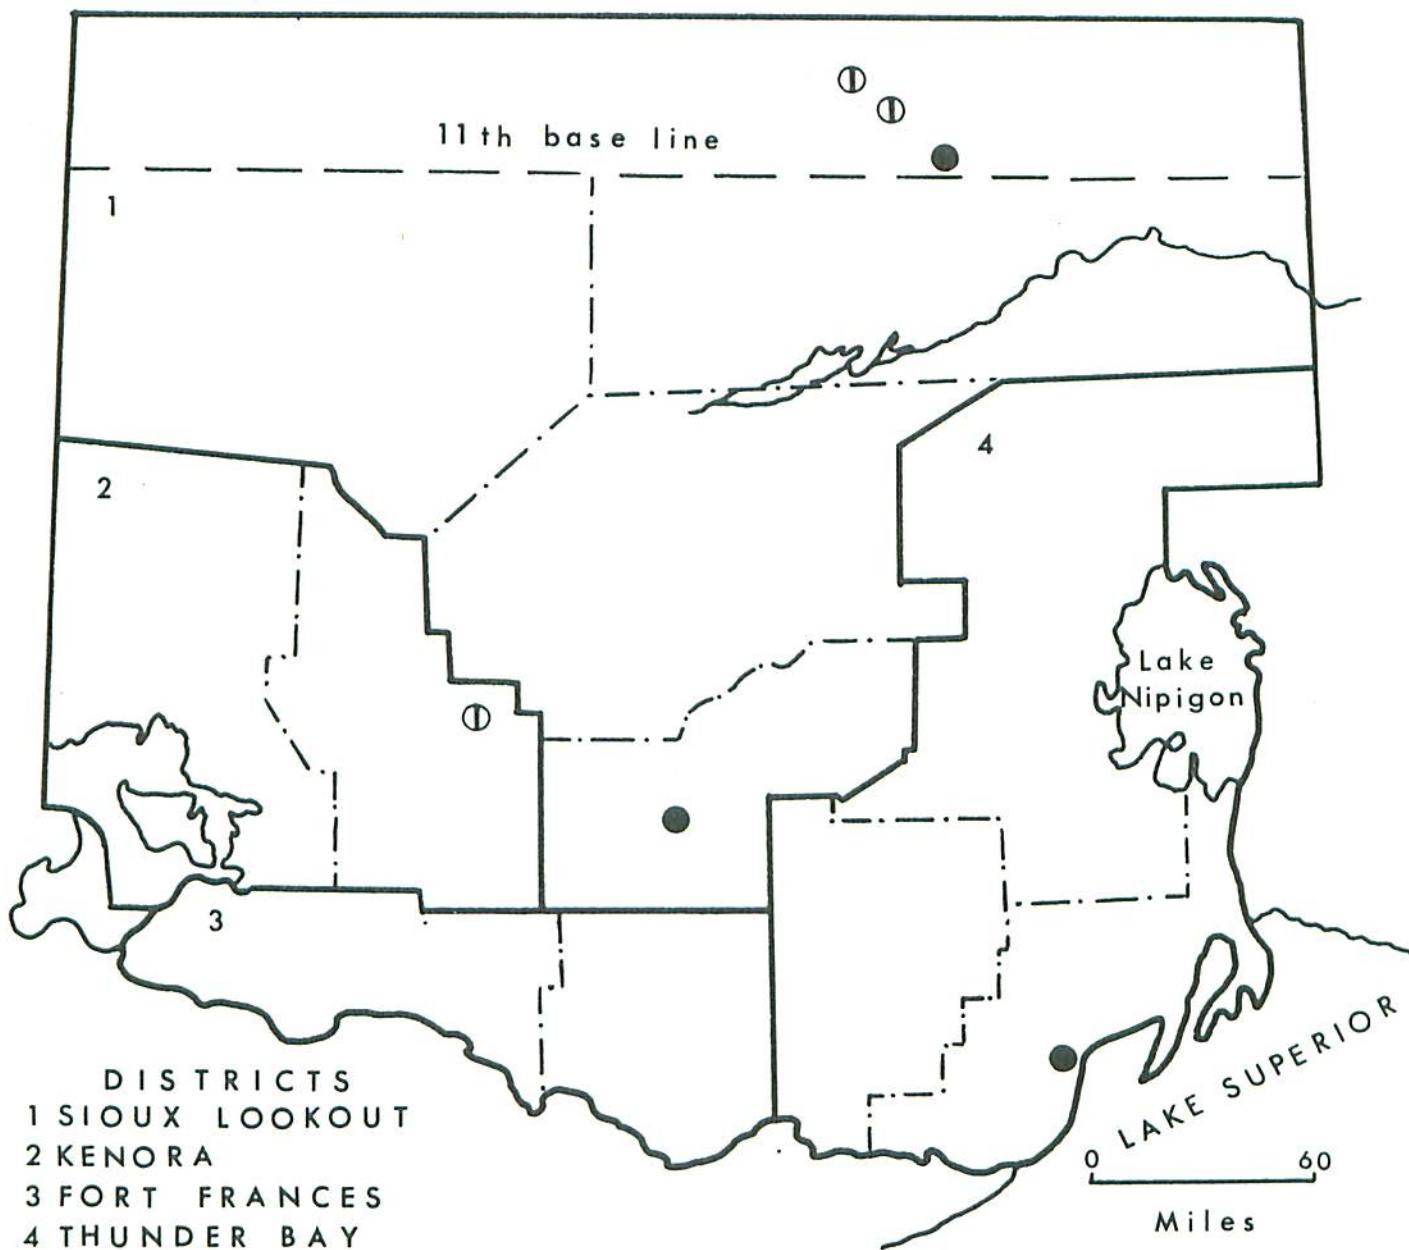 11th base line
1
2
4
Lake
Nipigon
3
DISTRICTS
1 SIOUX LOOKOUT
2 KENORA
3 FORT FRANCES
4 THUNDER BAY
LAKE SUPERIOR
0 60
Miles